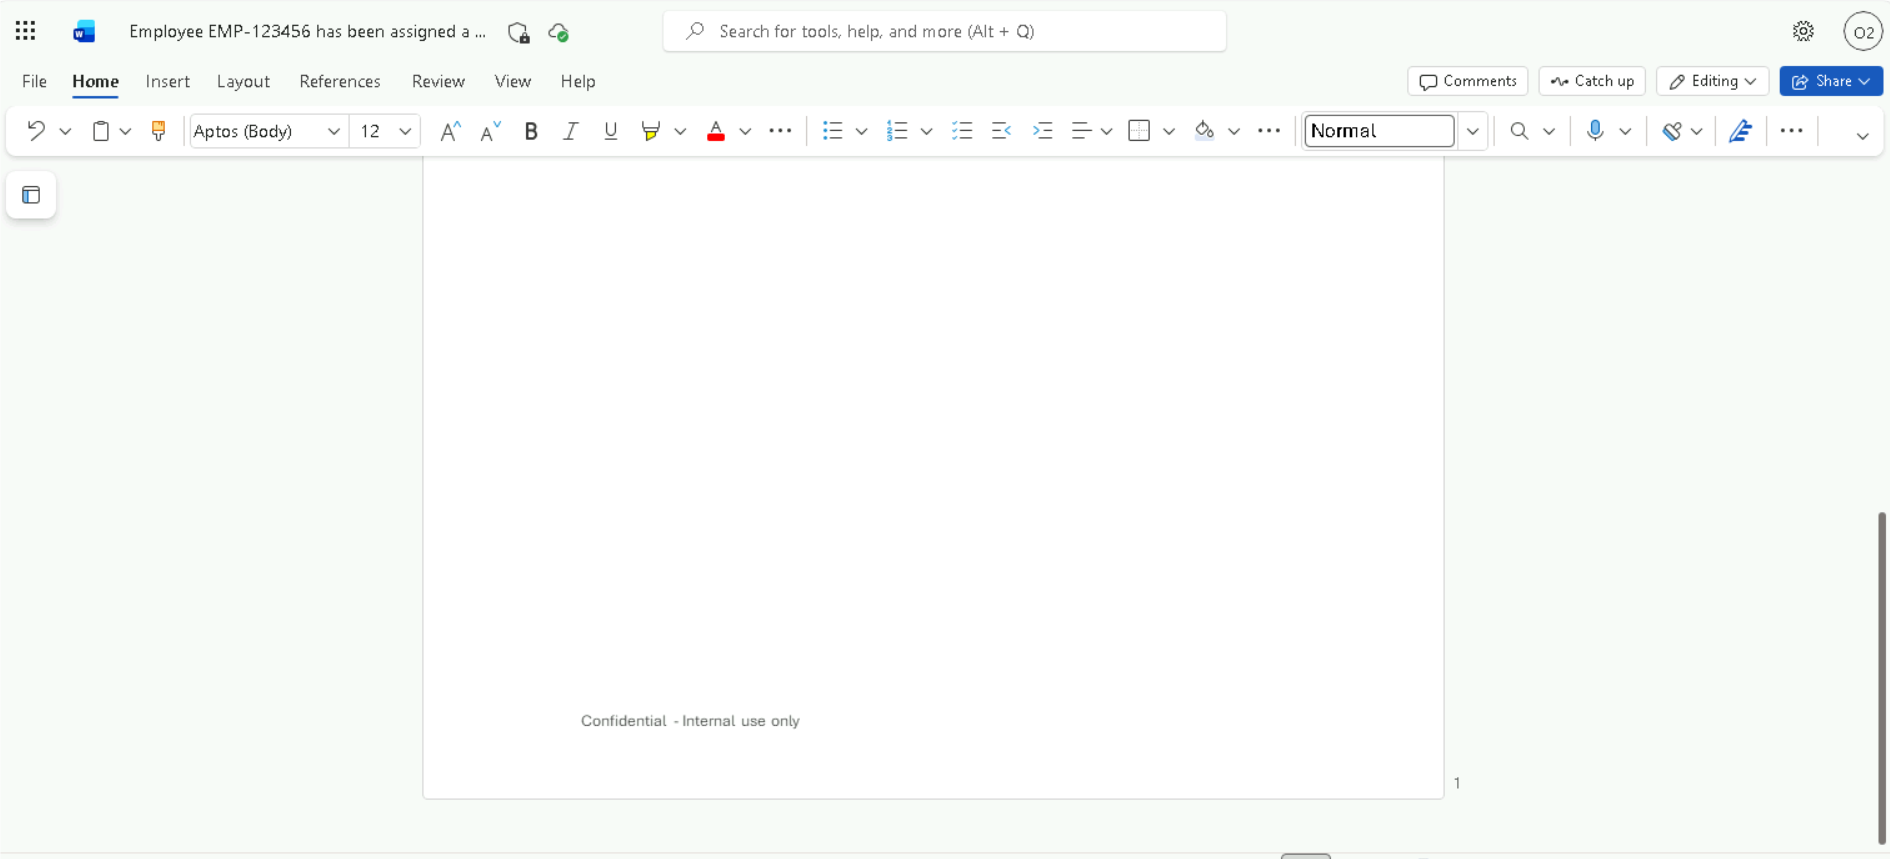 Employee EMP-123456 has been assigned a ...
Search for tools, help, and more (Alt + Q)
O2
File Home Insert Layout References Review View Help
Comments Catch up Editing Share
Aptos (Body) 12 Normal
Confidential - Internal use only
1